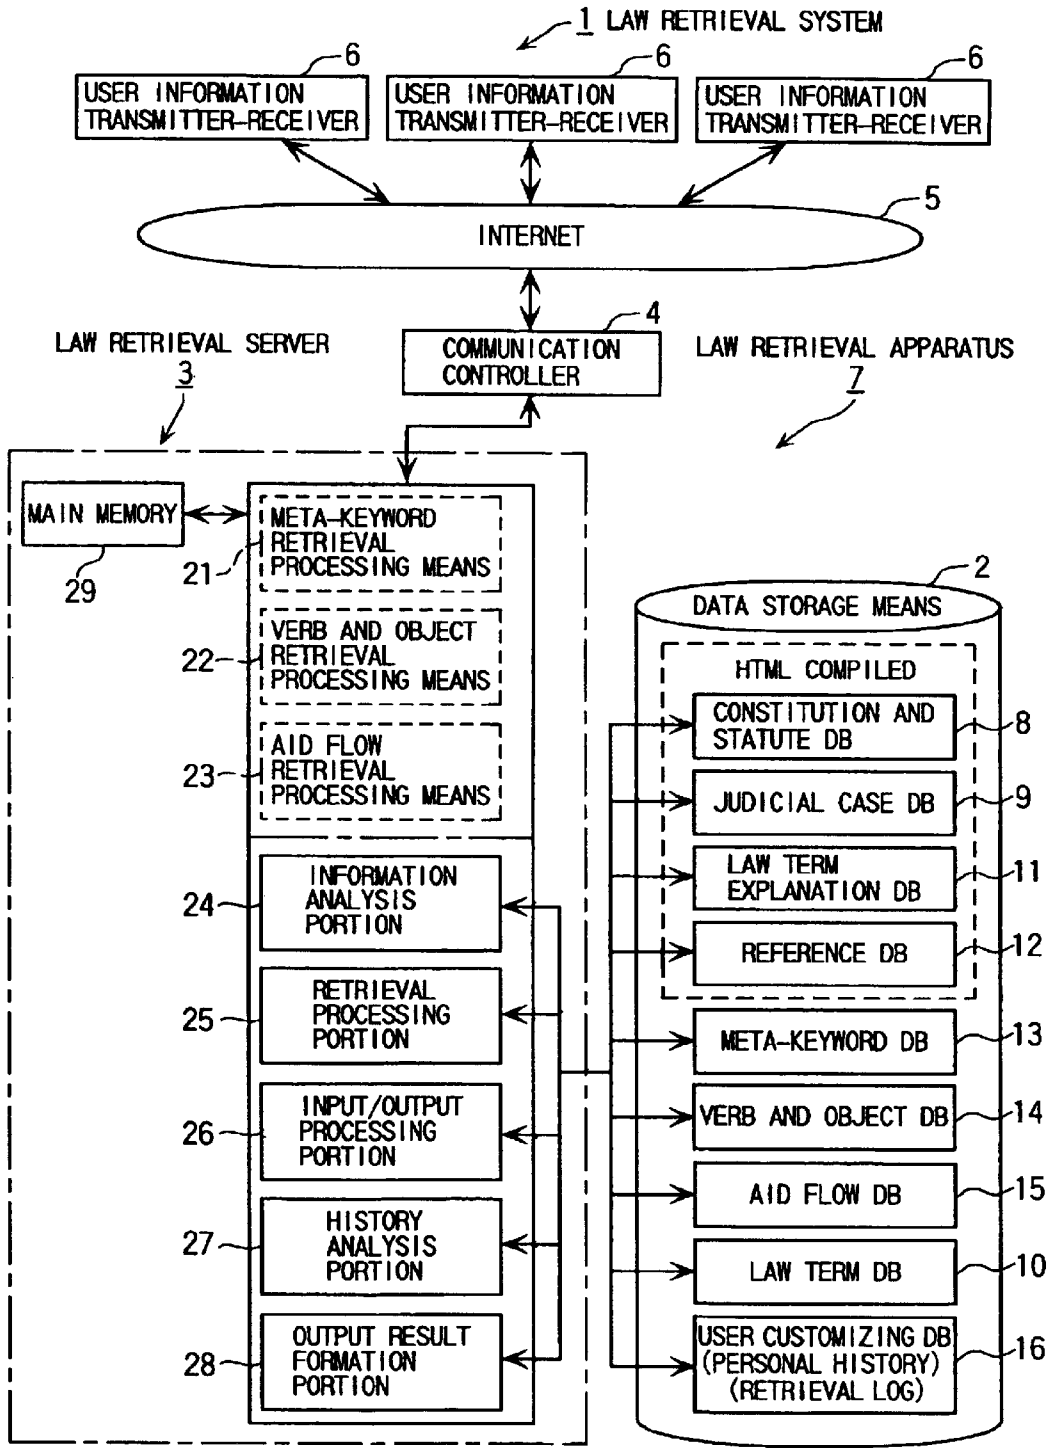 1 LAW RETRIEVAL SYSTEM
6
6
6
USER INFORMATION
TRANSMITTER-RECEIVER
USER INFORMATION
TRANSMITTER-RECEIVER
USER INFORMATION
TRANSMITTER-RECEIVER
5
INTERNET
4
COMMUNICATION
CONTROLLER
LAW RETRIEVAL SERVER
3
LAW RETRIEVAL APPARATUS
7
MAIN MEMORY
29
META-KEYWORD
RETRIEVAL
PROCESSING MEANS
21
VERB AND OBJECT
RETRIEVAL
PROCESSING MEANS
22
AID FLOW
RETRIEVAL
PROCESSING MEANS
23
INFORMATION
ANALYSIS
PORTION
24
RETRIEVAL
PROCESSING
PORTION
25
INPUT/OUTPUT
PROCESSING
PORTION
26
HISTORY
ANALYSIS
PORTION
27
OUTPUT RESULT
FORMATION
PORTION
28
2
DATA STORAGE MEANS
HTML COMPILED
CONSTITUTION AND
STATUTE DB
8
JUDICIAL CASE DB
9
LAW TERM
EXPLANATION DB
11
REFERENCE DB
12
META-KEYWORD DB
13
VERB AND OBJECT DB
14
AID FLOW DB
15
LAW TERM DB
10
USER CUSTOMIZING DB
(PERSONAL HISTORY)
(RETRIEVAL LOG)
16